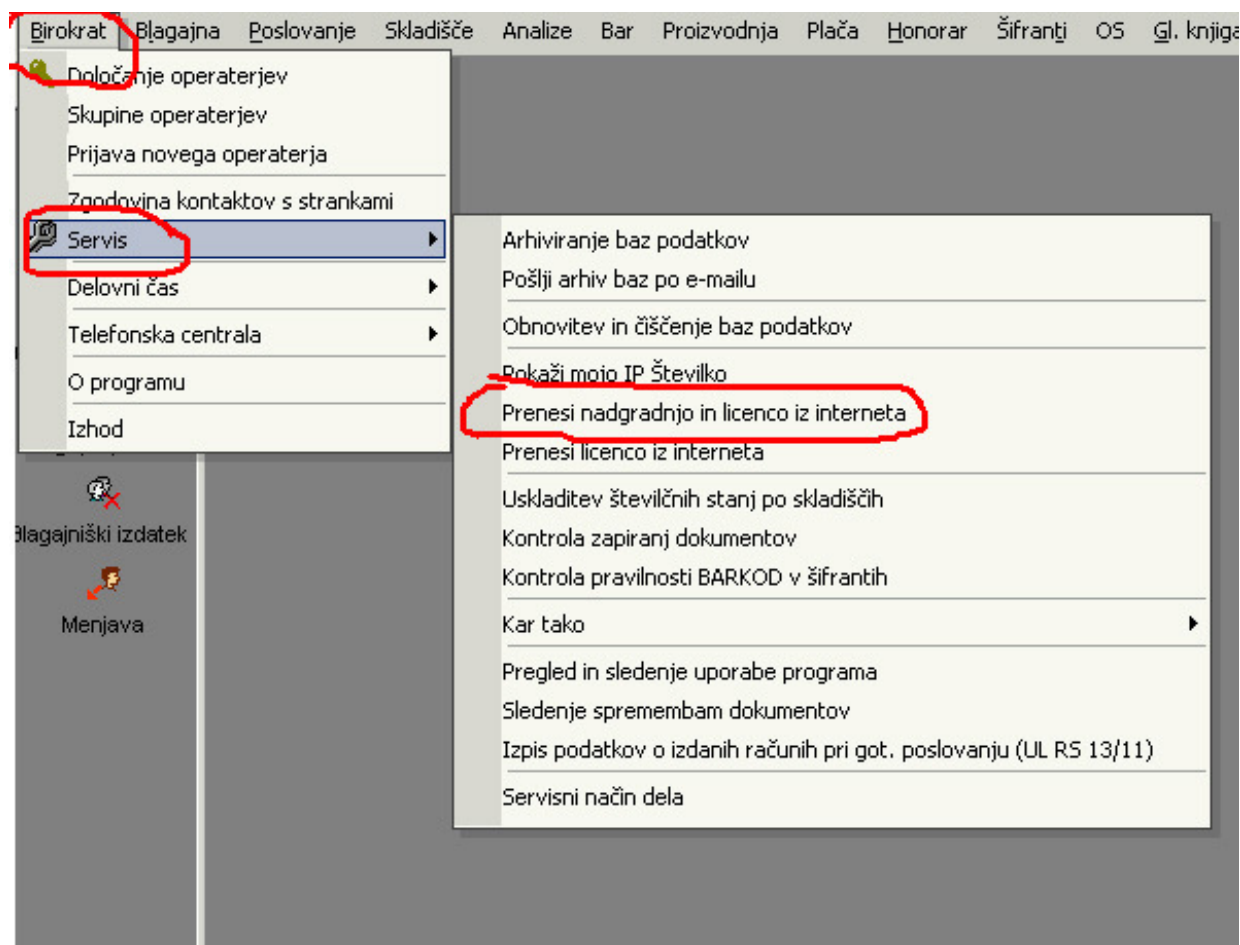 Birokrat Blagajna Poslovanje Skladišče Analize Bar Proizvodnja Plača Honorar Šifranti OS Gl. knjiga
Določanje operaterjev
Skupine operaterjev
Prijava novega operaterja
Zgodovina kontaktov s strankami
Servis
Delovni čas
Telefonska centrala
O programu
Izhod
Arhiviranje baz podatkov
Pošlji arhiv baz po e-mailu
Obnovitev in čiščenje baz podatkov
Pokaži mojo IP Številko
Prenesi nadgradnjo in licenco iz interneta
Prenesi licenco iz interneta
Uskladitev številčnih stanj po skladiščih
Kontrola zapiranj dokumentov
Kontrola pravilnosti BARKOD v šifrantih
Kar tako
Pregled in sledenje uporabe programa
Sledenje spremembam dokumentov
Izpis podatkov o izdanih računih pri got. poslovanju (UL RS 13/11)
Servisni način dela
Blagajniški izdatek
Menjava